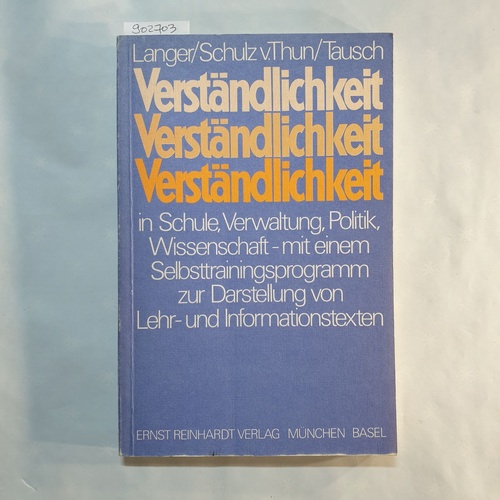 902703
Langer/Schulz v.Thun/Tausch
Verständlichkeit
Verständlichkeit
Verständlichkeit
in Schule, Verwaltung, Politik,
Wissenschaft - mit einem
Selbsttrainingsprogramm
zur Darstellung von
Lehr- und Informationstexten
ERNST REINHARDT VERLAG MÜNCHEN BASEL